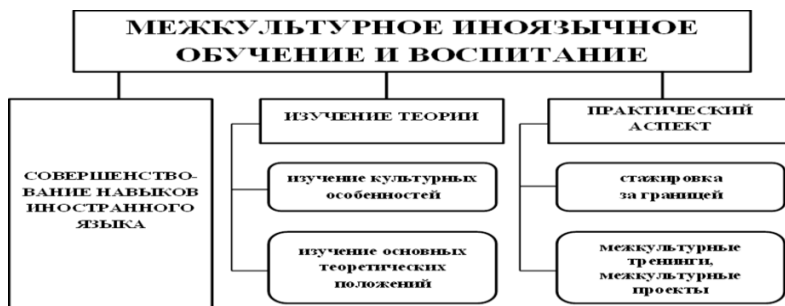 МЕЖКУЛЬТУРНОЕ ИНОЯЗЫЧНОЕ
ОБУЧЕНИЕ И ВОСПИТАНИЕ
СОВЕРШЕНСТВО-
ВАНИЕ НАВЫКОВ
ИНОСТРАННОГО
ЯЗЫКА
ИЗУЧЕНИЕ ТЕОРИИ
изучение культурных
особенностей
изучение основных
теоретических
положений
ПРАКТИЧЕСКИЙ
АСПЕКТ
стажировка
за границей
межкультурные
тренинги,
межкультурные
проекты